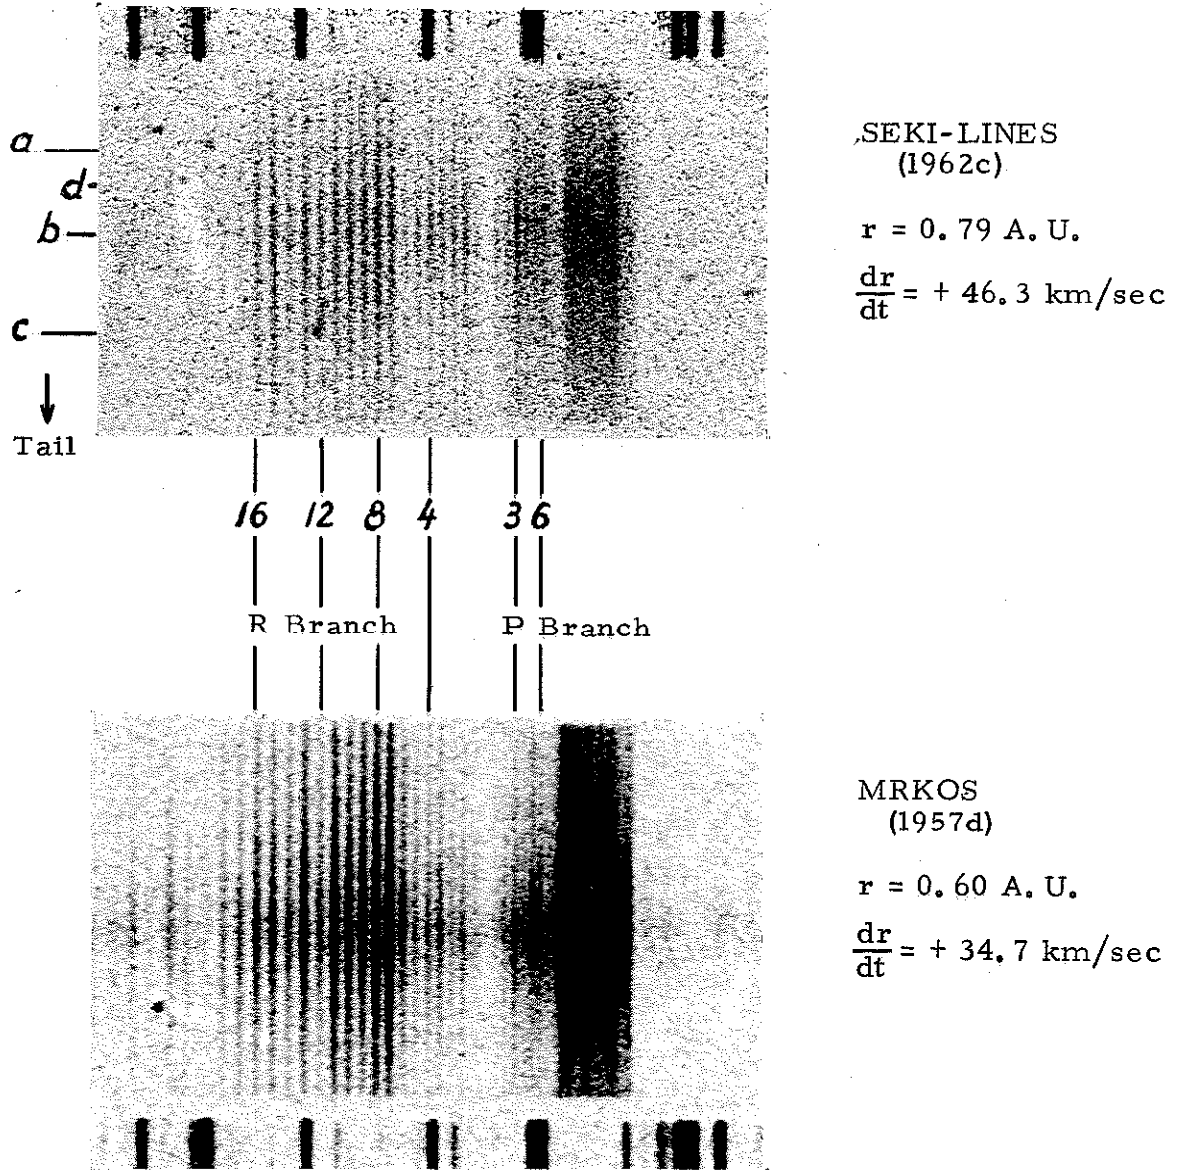 a
d-
b
c
Tail
SEKI-LINES
(1962c)
r = 0.79 A. U.
dr/dt = + 46.3 km/sec
16 12 8 4 3 6
R Branch P Branch
MRKOS
(1957d)
r = 0.60 A. U.
dr/dt = + 34.7 km/sec